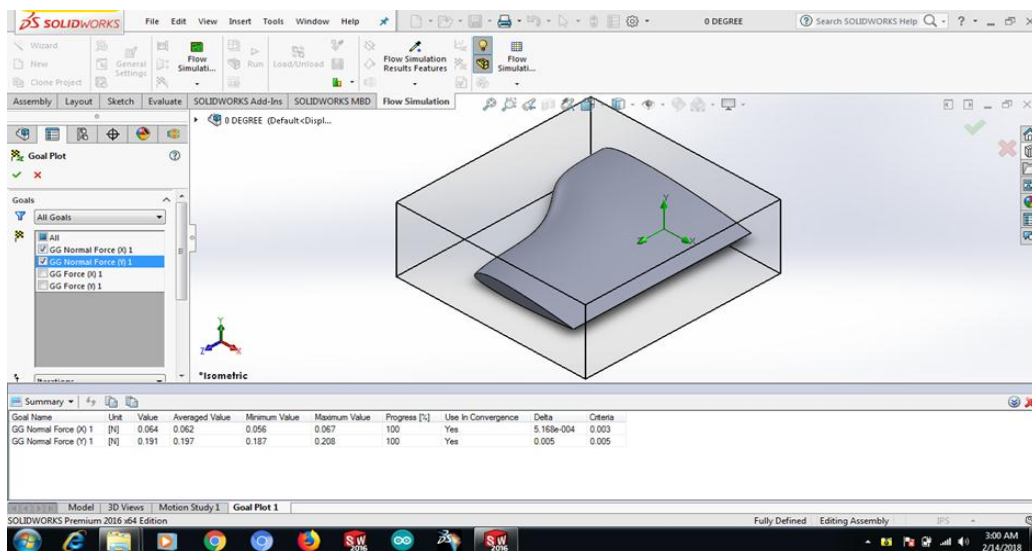 SOLIDWORKS File Edit View Insert Tools Window Help 0 DEGREE Search SOLIDWORKS Help ?
Wizard
New
Clone Project
General Settings
Flow Simulati...
Run Load/Unload
Flow Simulation Results Features
Flow Simulati...
Assembly Layout Sketch Evaluate SOLIDWORKS Add-Ins SOLIDWORKS MBD Flow Simulation
0 DEGREE (Default<Displ...
Goal Plot
Goals
All Goals
All
GG Normal Force (X) 1
GG Normal Force (Y) 1
GG Force (X) 1
GG Force (Y) 1
Y
Z
X
Y
Z
X
*Isometric
Iterations
Summary
Goal Name Unit Value Averaged Value Minimum Value Maximum Value Progress [%] Use In Convergence Delta Criteria
GG Normal Force (X) 1 [N] 0.064 0.062 0.056 0.067 100 Yes 5.168e-004 0.003
GG Normal Force (Y) 1 [N] 0.191 0.197 0.187 0.208 100 Yes 0.005 0.005
Model 3D Views Motion Study 1 Goal Plot 1
SOLIDWORKS Premium 2016 x64 Edition Fully Defined Editing Assembly IPS
SW 2016 SW 2016
3:00 AM
2/14/2018